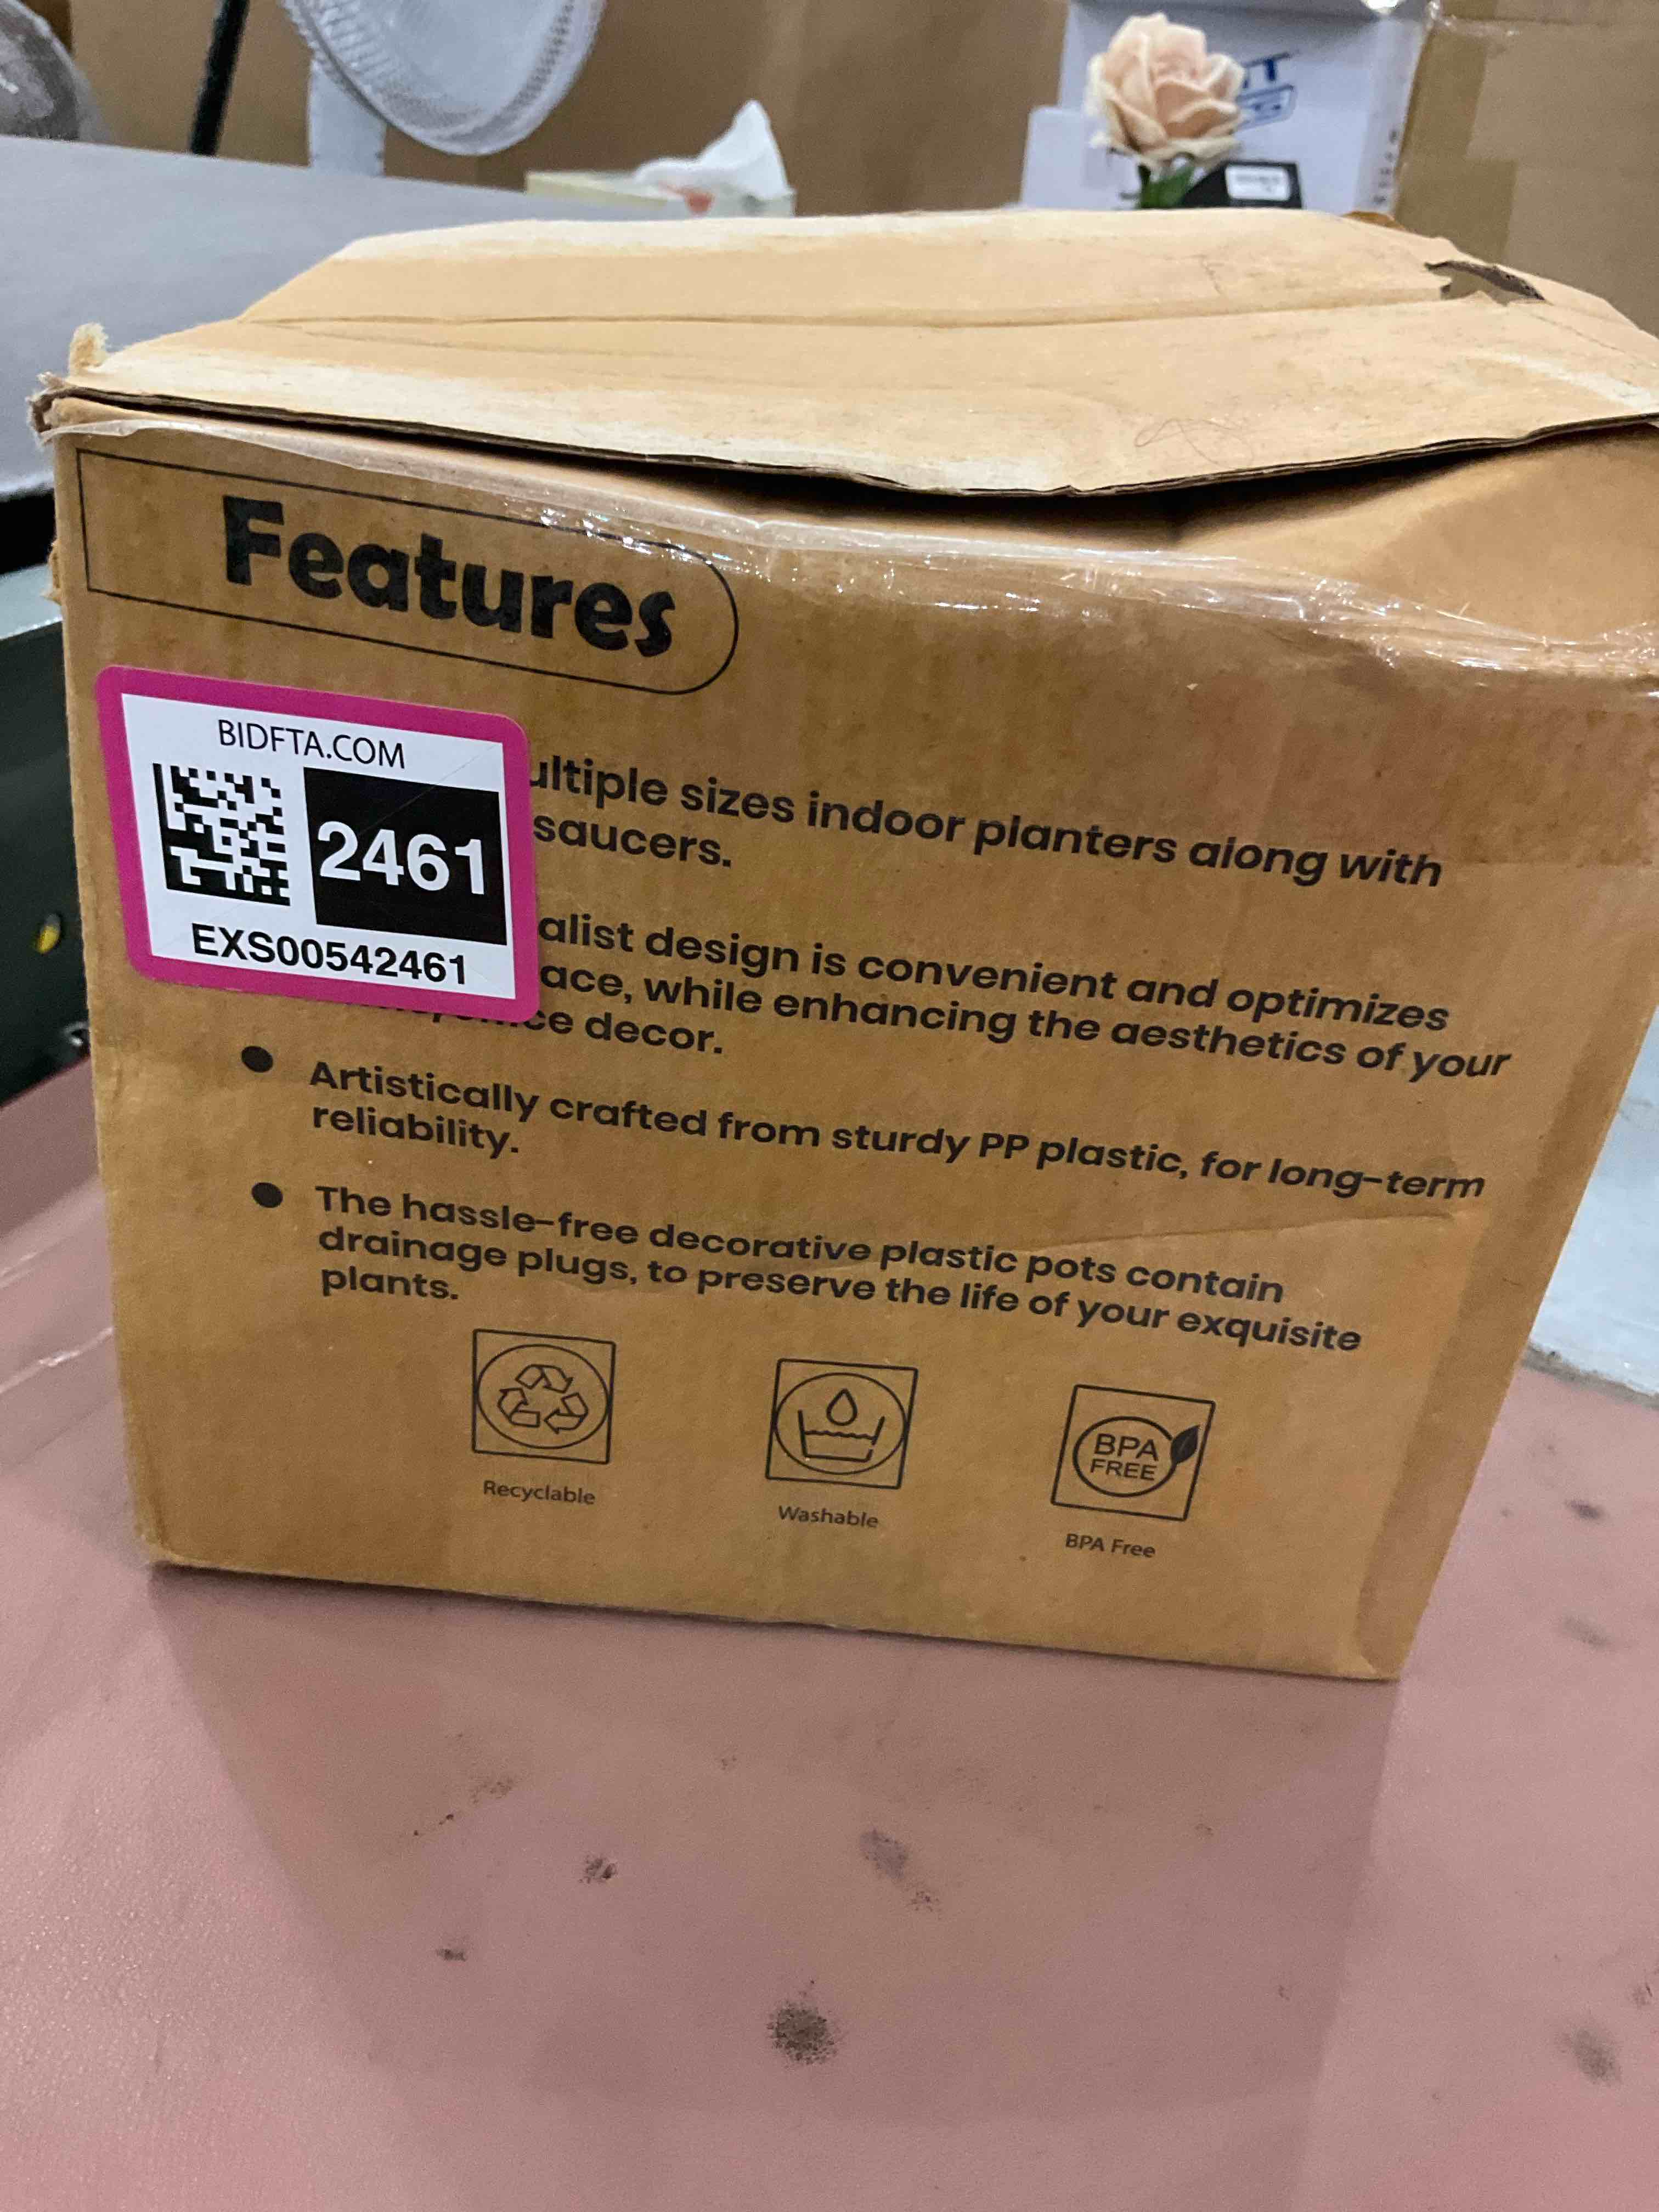 Features
BIDFTA.COM
2461
EXS00542461
ultiple sizes indoor planters along with
saucers.
alist design is convenient and optimizes
ace, while enhancing the aesthetics of your
ce decor.
● Artistically crafted from sturdy PP plastic, for long-term
reliability.
● The hassle-free decorative plastic pots contain
drainage plugs, to preserve the life of your exquisite
plants.
BPA
FREE
Recyclable
Washable
BPA Free